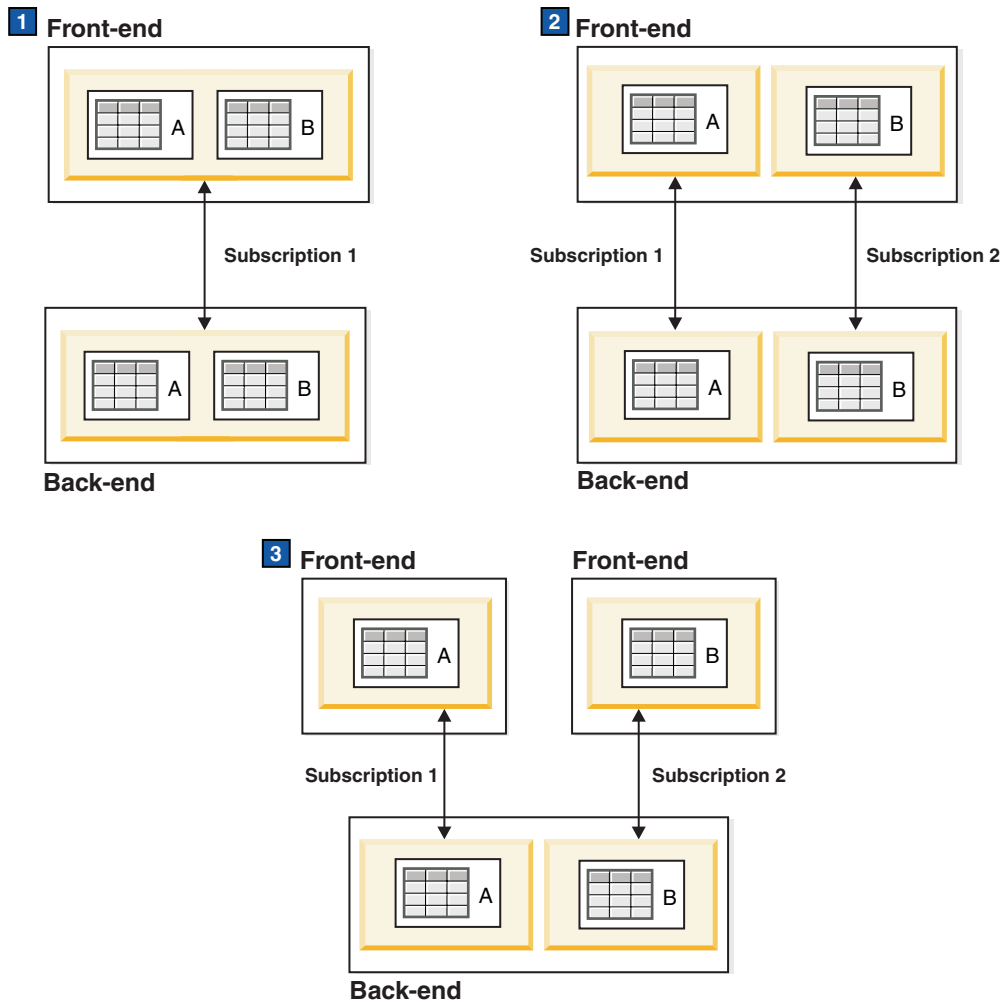 1 Front-end
A B
Subscription 1
A B
Back-end
2 Front-end
A B
Subscription 1 Subscription 2
A B
Back-end
3 Front-end Front-end
A B
Subscription 1 Subscription 2
A B
Back-end